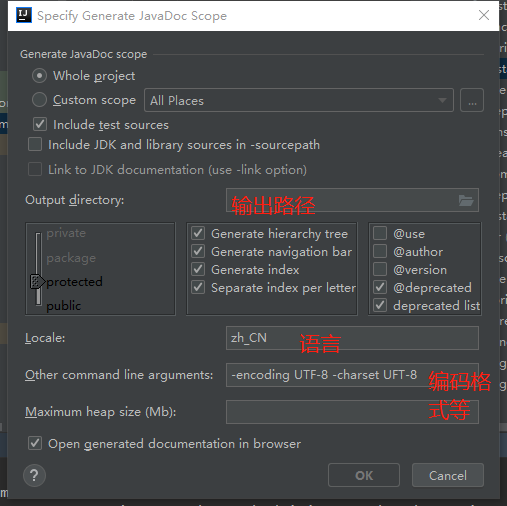 Specify Generate JavaDoc Scope
Generate JavaDoc scope
Whole project
Custom scope All Places ...
Include test sources
Include JDK and library sources in -sourcepath
Link to JDK documentation (use -link option)
Output directory: 输出路径
private
package
protected
public
Generate hierarchy tree
Generate navigation bar
Generate index
Separate index per letter
@use
@author
@version
@deprecated
deprecated list
Locale: zh_CN 语言
Other command line arguments: -encoding UTF-8 -charset UFT-8 编码格
式等
Maximum heap size (Mb):
Open generated documentation in browser
? OK Cancel